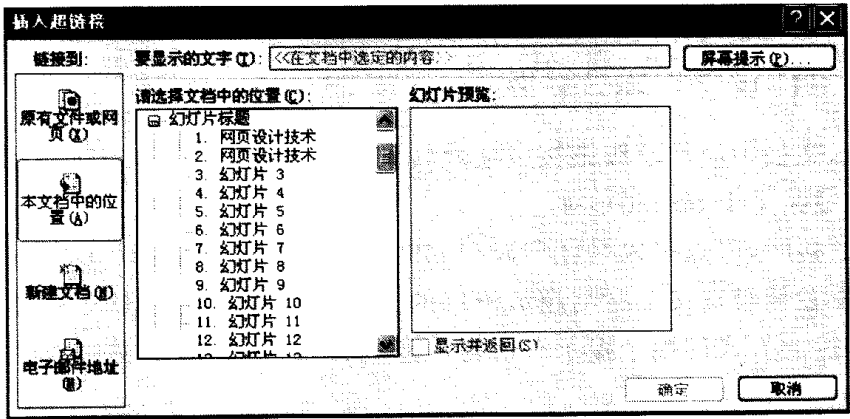 插入超链接
链接到:
要显示的文字(T): <<在文档中选定的内容>>
屏幕提示(P)...
原有文件或网页(X)
本文档中的位置(A)
新建文档(N)
电子邮件地址(M)
请选择文档中的位置(C):
幻灯片标题
1. 网页设计技术
2. 网页设计技术
3. 幻灯片 3
4. 幻灯片 4
5. 幻灯片 5
6. 幻灯片 6
7. 幻灯片 7
8. 幻灯片 8
9. 幻灯片 9
10. 幻灯片 10
11. 幻灯片 11
12. 幻灯片 12
幻灯片预览:
显示并返回(S)
确定
取消